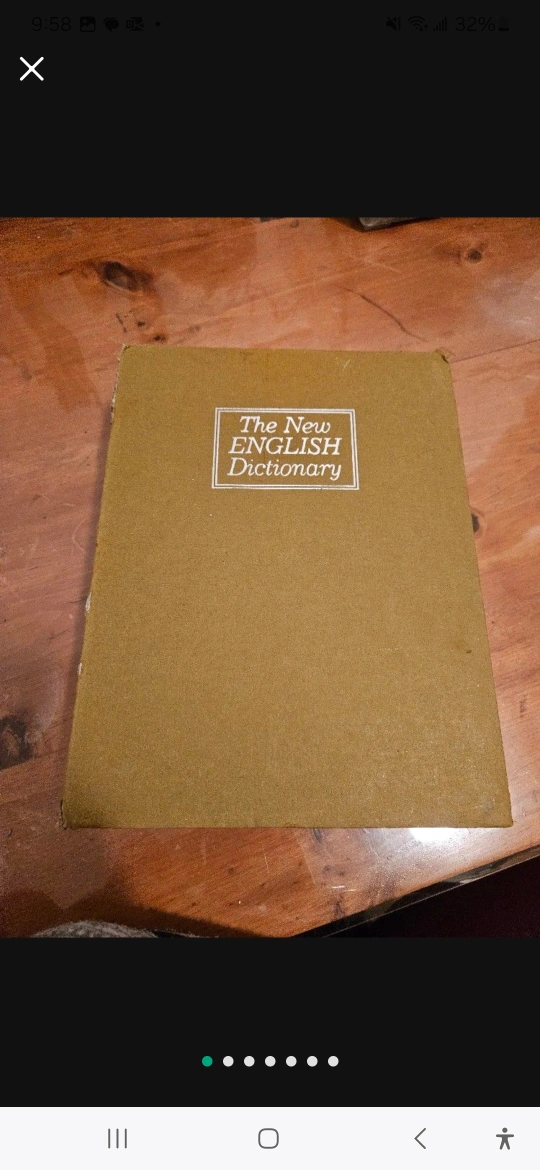 9:58
32%
The New
ENGLISH
Dictionary